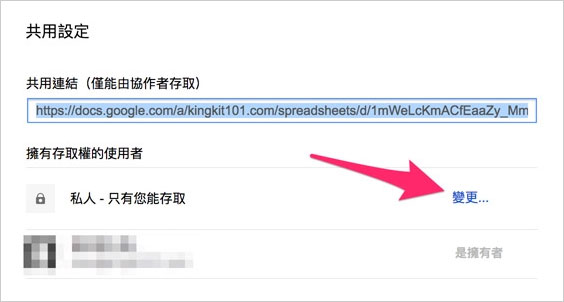 共用設定
共用連結（僅能由協作者存取）
https://docs.google.com/a/kingkit101.com/spreadsheets/d/1mWeLcKmACfEaaZy_Mm
擁有存取權的使用者
私人 - 只有您能存取
變更...
是擁有者